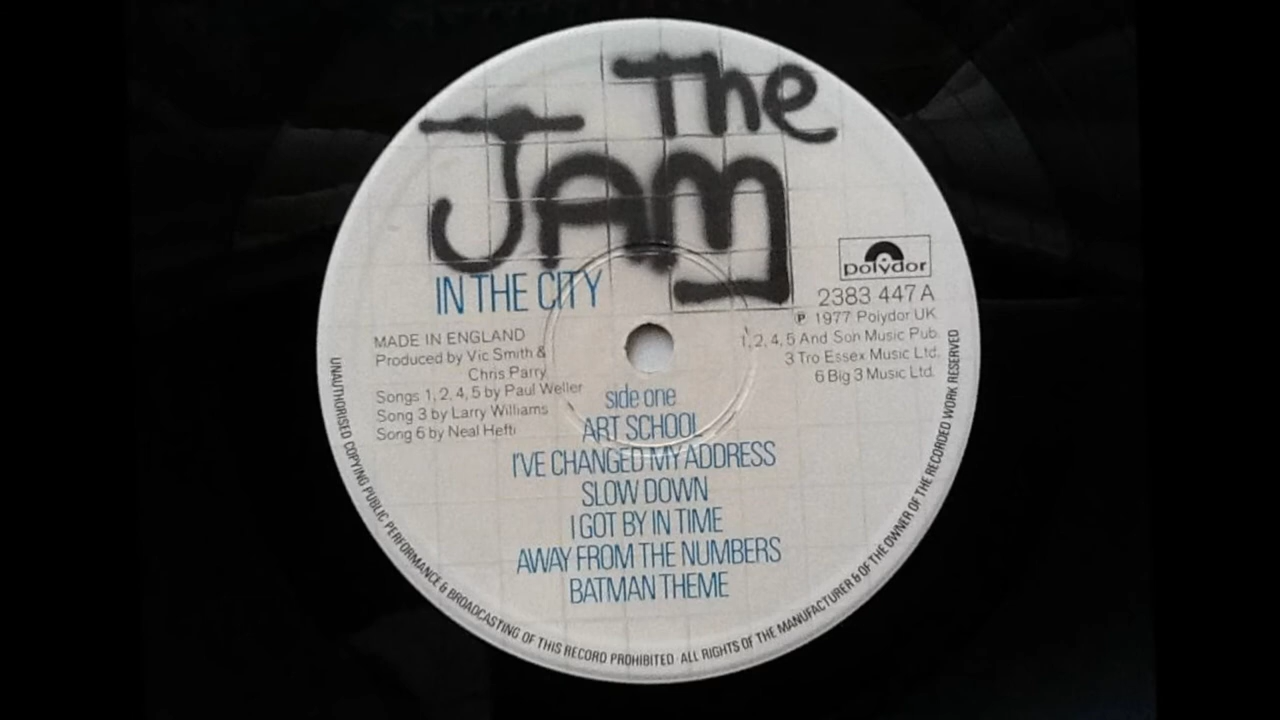 The
JAM
IN THE CITY
polydor
2383 447 A
℗ 1977 Polydor UK
1, 2, 4, 5 And Son Music Pub.
3 Tro Essex Music Ltd.
6 Big 3 Music Ltd.
MADE IN ENGLAND
Produced by Vic Smith &
Chris Parry
Songs 1, 2, 4, 5 by Paul Weller
Song 3 by Larry Williams
Song 6 by Neal Hefti
side one
ART SCHOOL
I'VE CHANGED MY ADDRESS
SLOW DOWN
I GOT BY IN TIME
AWAY FROM THE NUMBERS
BATMAN THEME
UNAUTHORISED COPYING PUBLIC PERFORMANCE & BROADCASTING OF THIS RECORD PROHIBITED ALL RIGHTS OF THE MANUFACTURER & OF THE OWNER OF THE RECORDED WORK RESERVED